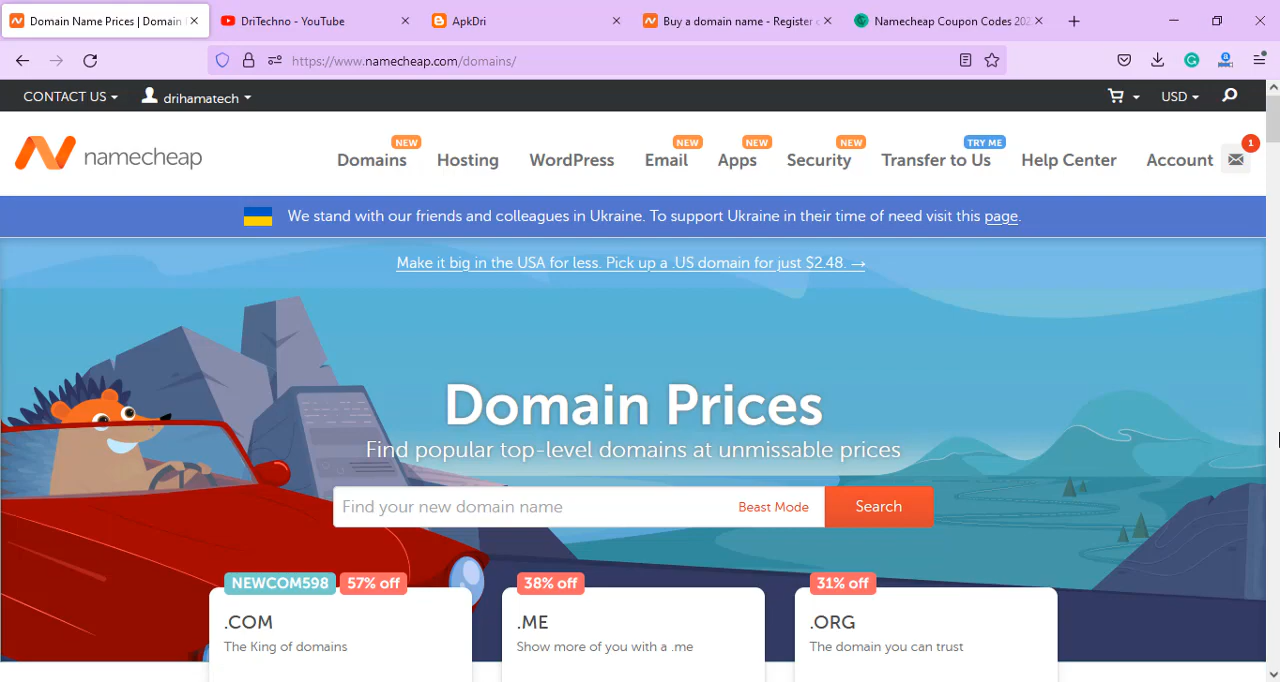 Domain Name Prices | Domain
DriTechno - YouTube
ApkDri
Buy a domain name - Register
Namecheap Coupon Codes 202
https://www.namecheap.com/domains/
CONTACT US
drihamatech
USD
namecheap
NEW
NEW
NEW
NEW
TRY ME
1
Domains
Hosting
WordPress
Email
Apps
Security
Transfer to Us
Help Center
Account
We stand with our friends and colleagues in Ukraine. To support Ukraine in their time of need visit this page.
Make it big in the USA for less. Pick up a .US domain for just $2.48. →
Domain Prices
Find popular top-level domains at unmissable prices
Find your new domain name
Beast Mode
Search
NEWCOM598
57% off
38% off
31% off
.COM
.ME
.ORG
The King of domains
Show more of you with a .me
The domain you can trust